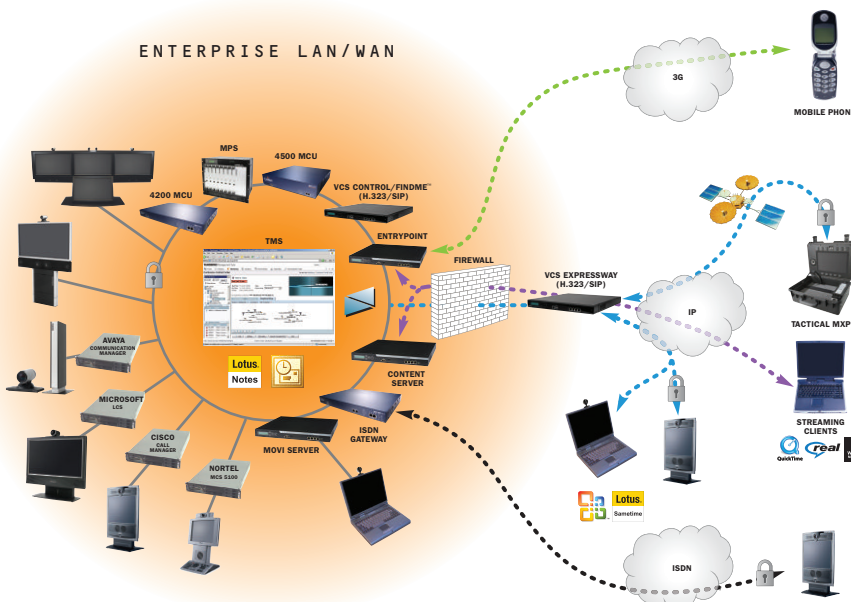 ENTERPRISE LAN/WAN
3G
MOBILE PHON
MPS
4500 MCU
4200 MCU
VCS CONTROL/FINDME™
(H.323/SIP)
ENTRYPOINT
TMS
FIREWALL
VCS EXPRESSWAY
(H.323/SIP)
IP
TACTICAL MXP
AVAYA
COMMUNICATION
MANAGER
Lotus.
Notes
CONTENT
SERVER
MICROSOFT
LCS
ISDN
GATEWAY
MOVI SERVER
CISCO
CALL
MANAGER
NORTEL
MCS 5100
STREAMING
CLIENTS
QuickTime
real
Lotus.
Sametime
ISDN